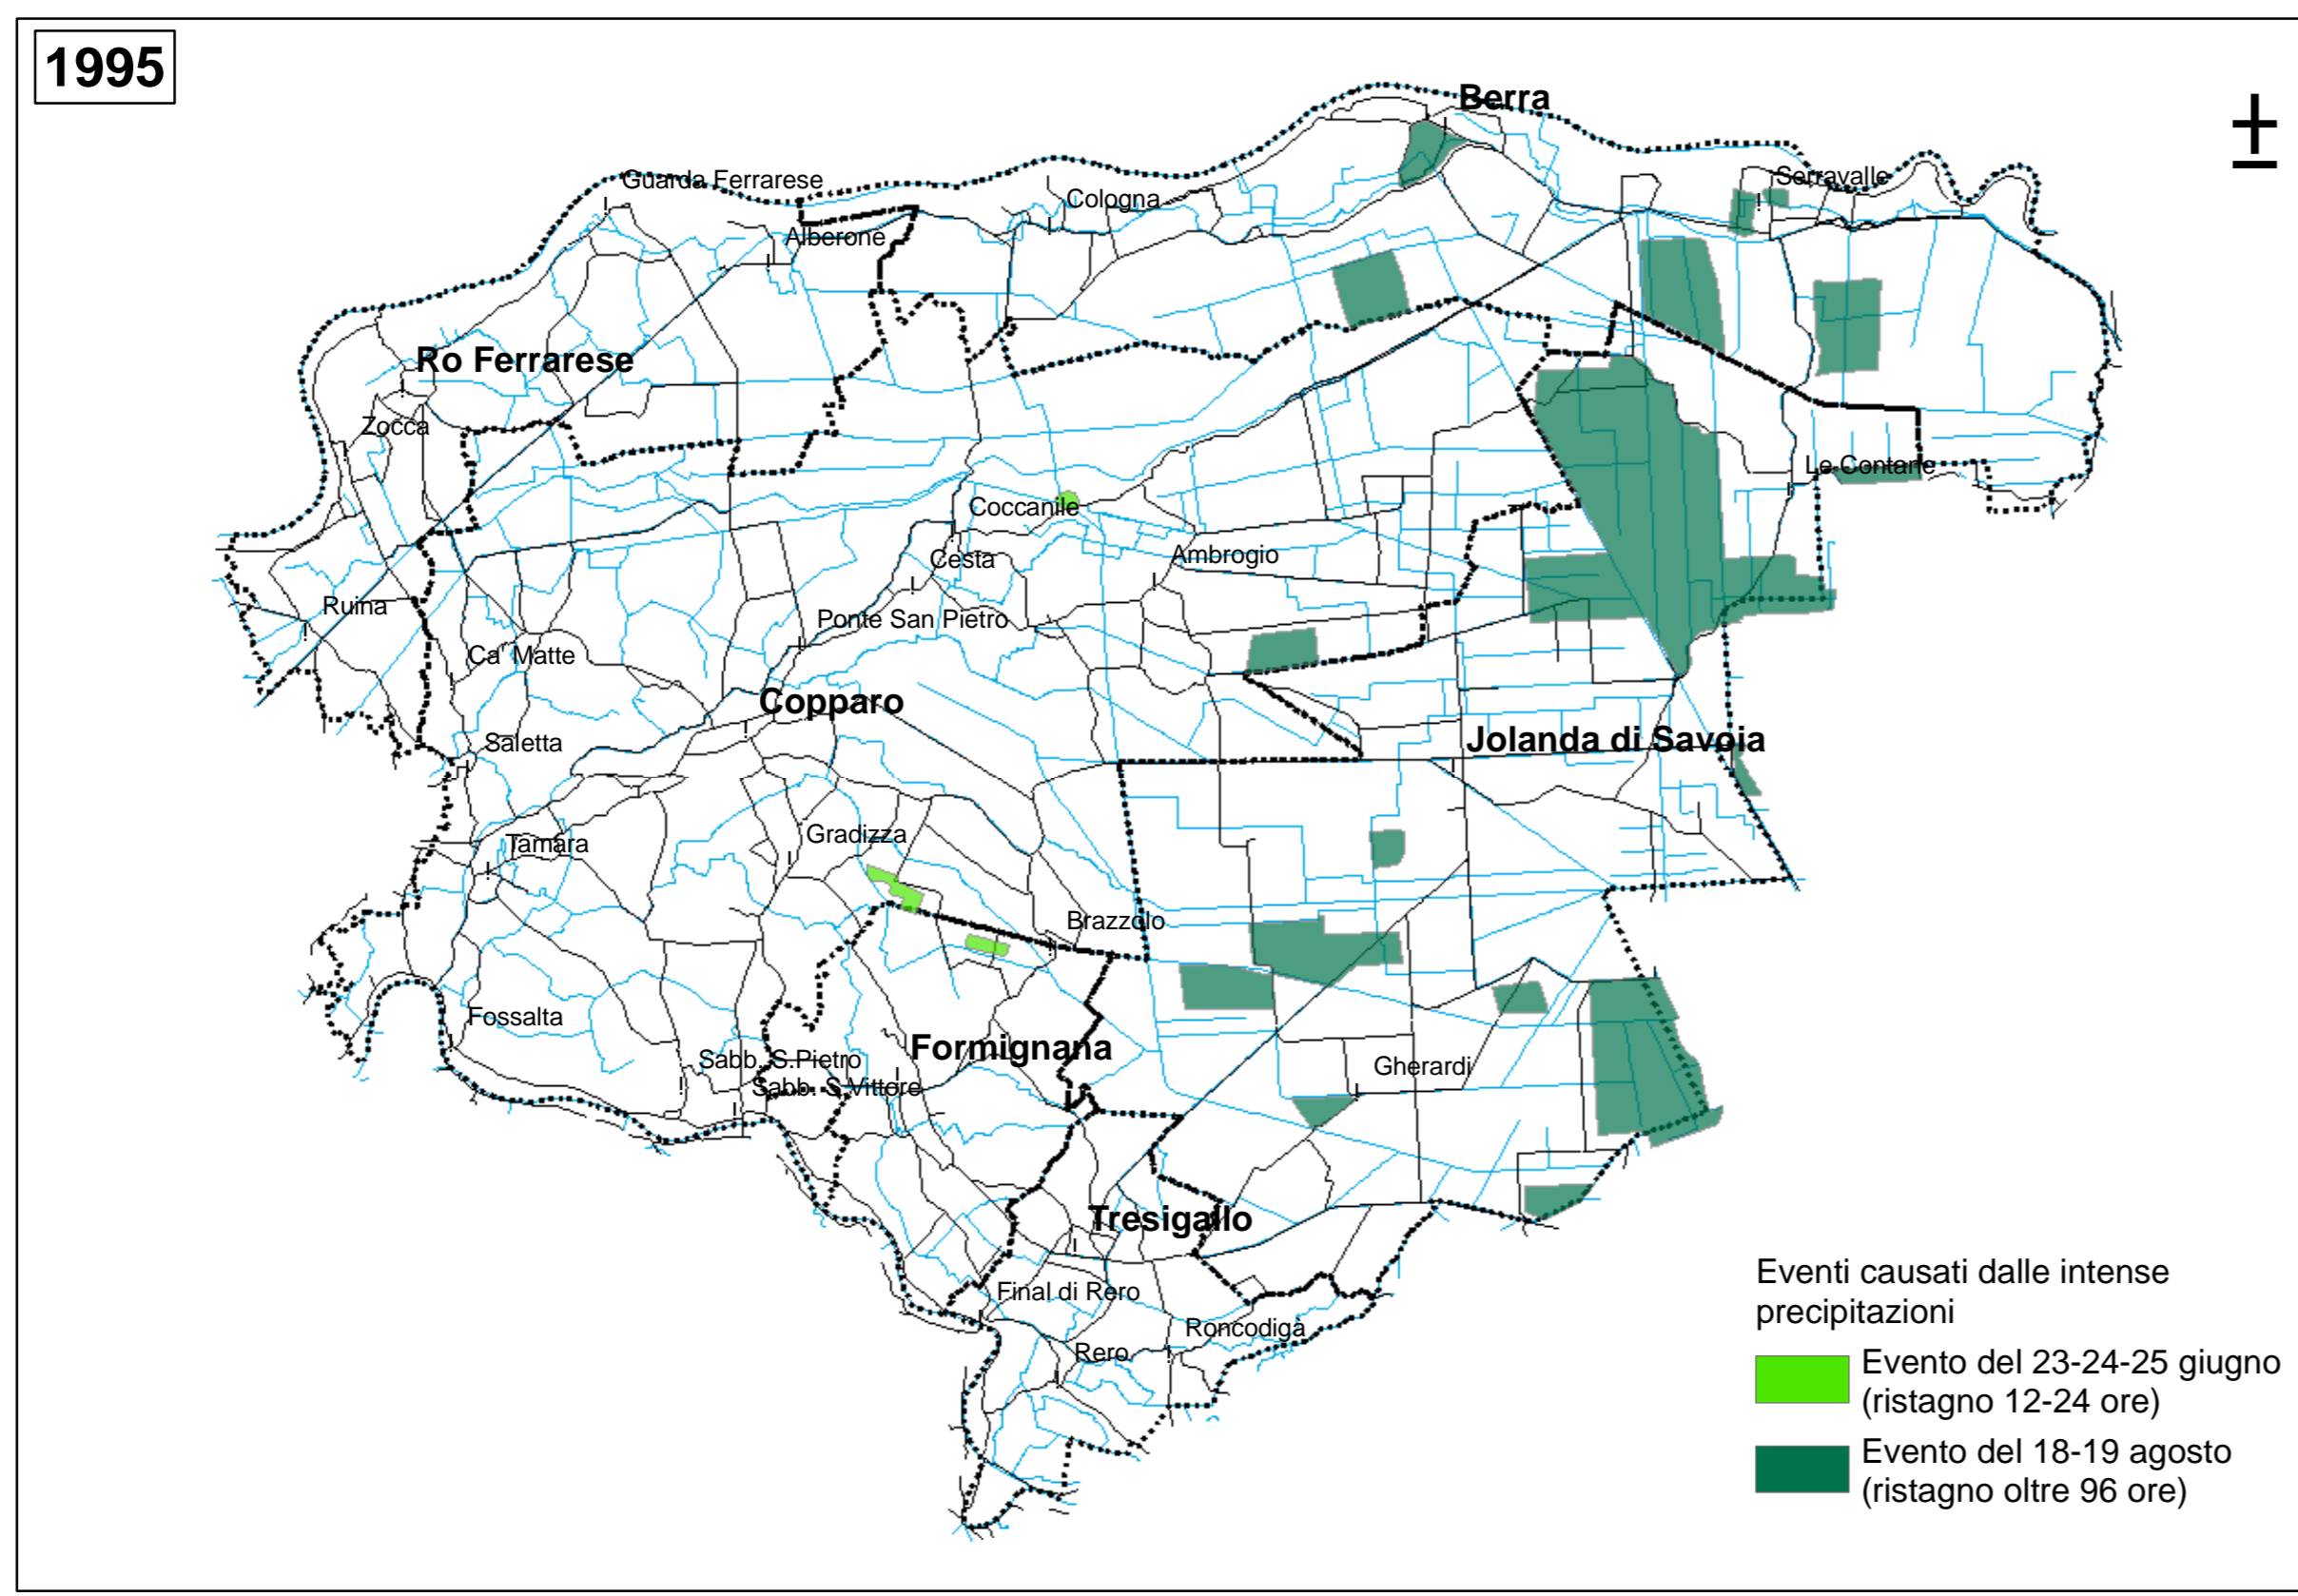 1995
Berra
±
Guarda Ferrarese
Serravalle
Cologna
Alberone
Ro Ferrarese
Zocca
Le Contane
Coccanile
Cesta
Ambrogio
Ruina
Ponte San Pietro
Ca' Matte
Copparo
Saletta
Jolanda di Savoia
Gradizza
Tamara
Brazzolo
Fossalta
Formignana
Sabb. S.Pietro
Gherardi
Sabb. S.Vittore
Tresigallo
Final di Rero
Roncodigà
Rero
Eventi causati dalle intense
precipitazioni
Evento del 23-24-25 giugno
(ristagno 12-24 ore)
Evento del 18-19 agosto
(ristagno oltre 96 ore)